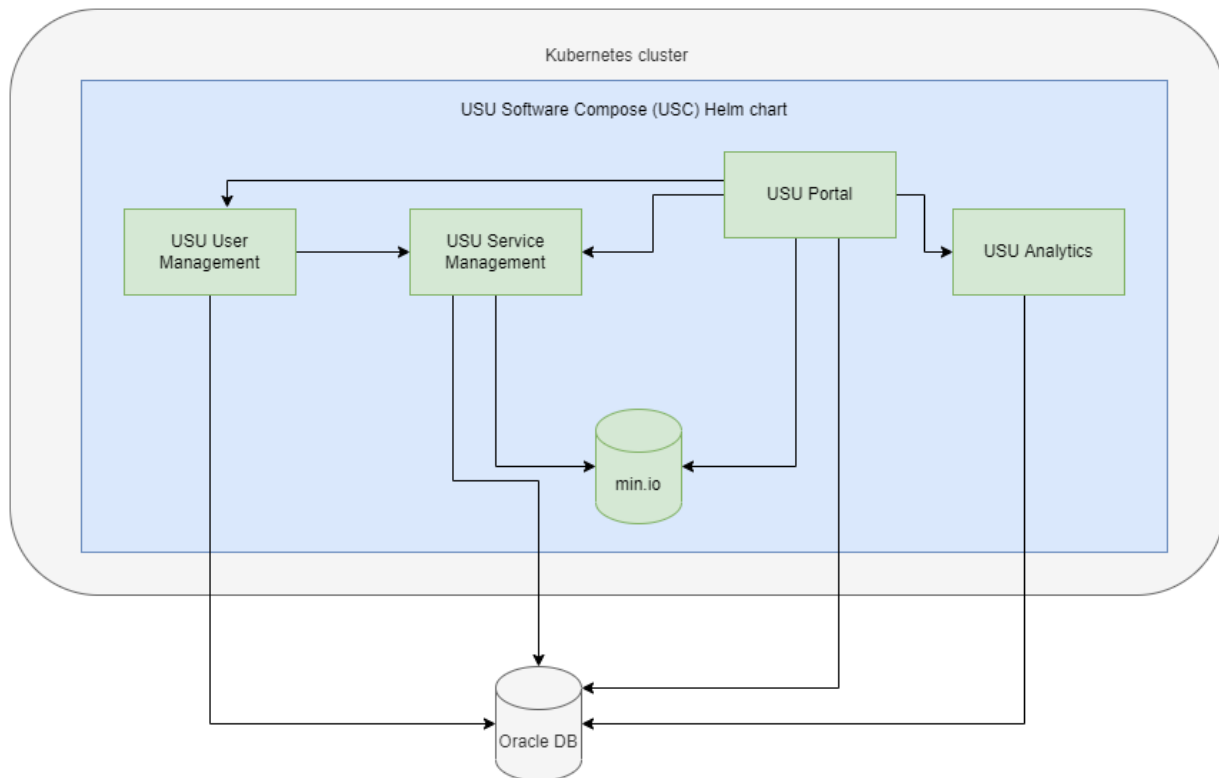 Kubernetes cluster
USU Software Compose (USC) Helm chart
USU Portal
USU User
Management
USU Service
Management
USU Analytics
min.io
Oracle DB